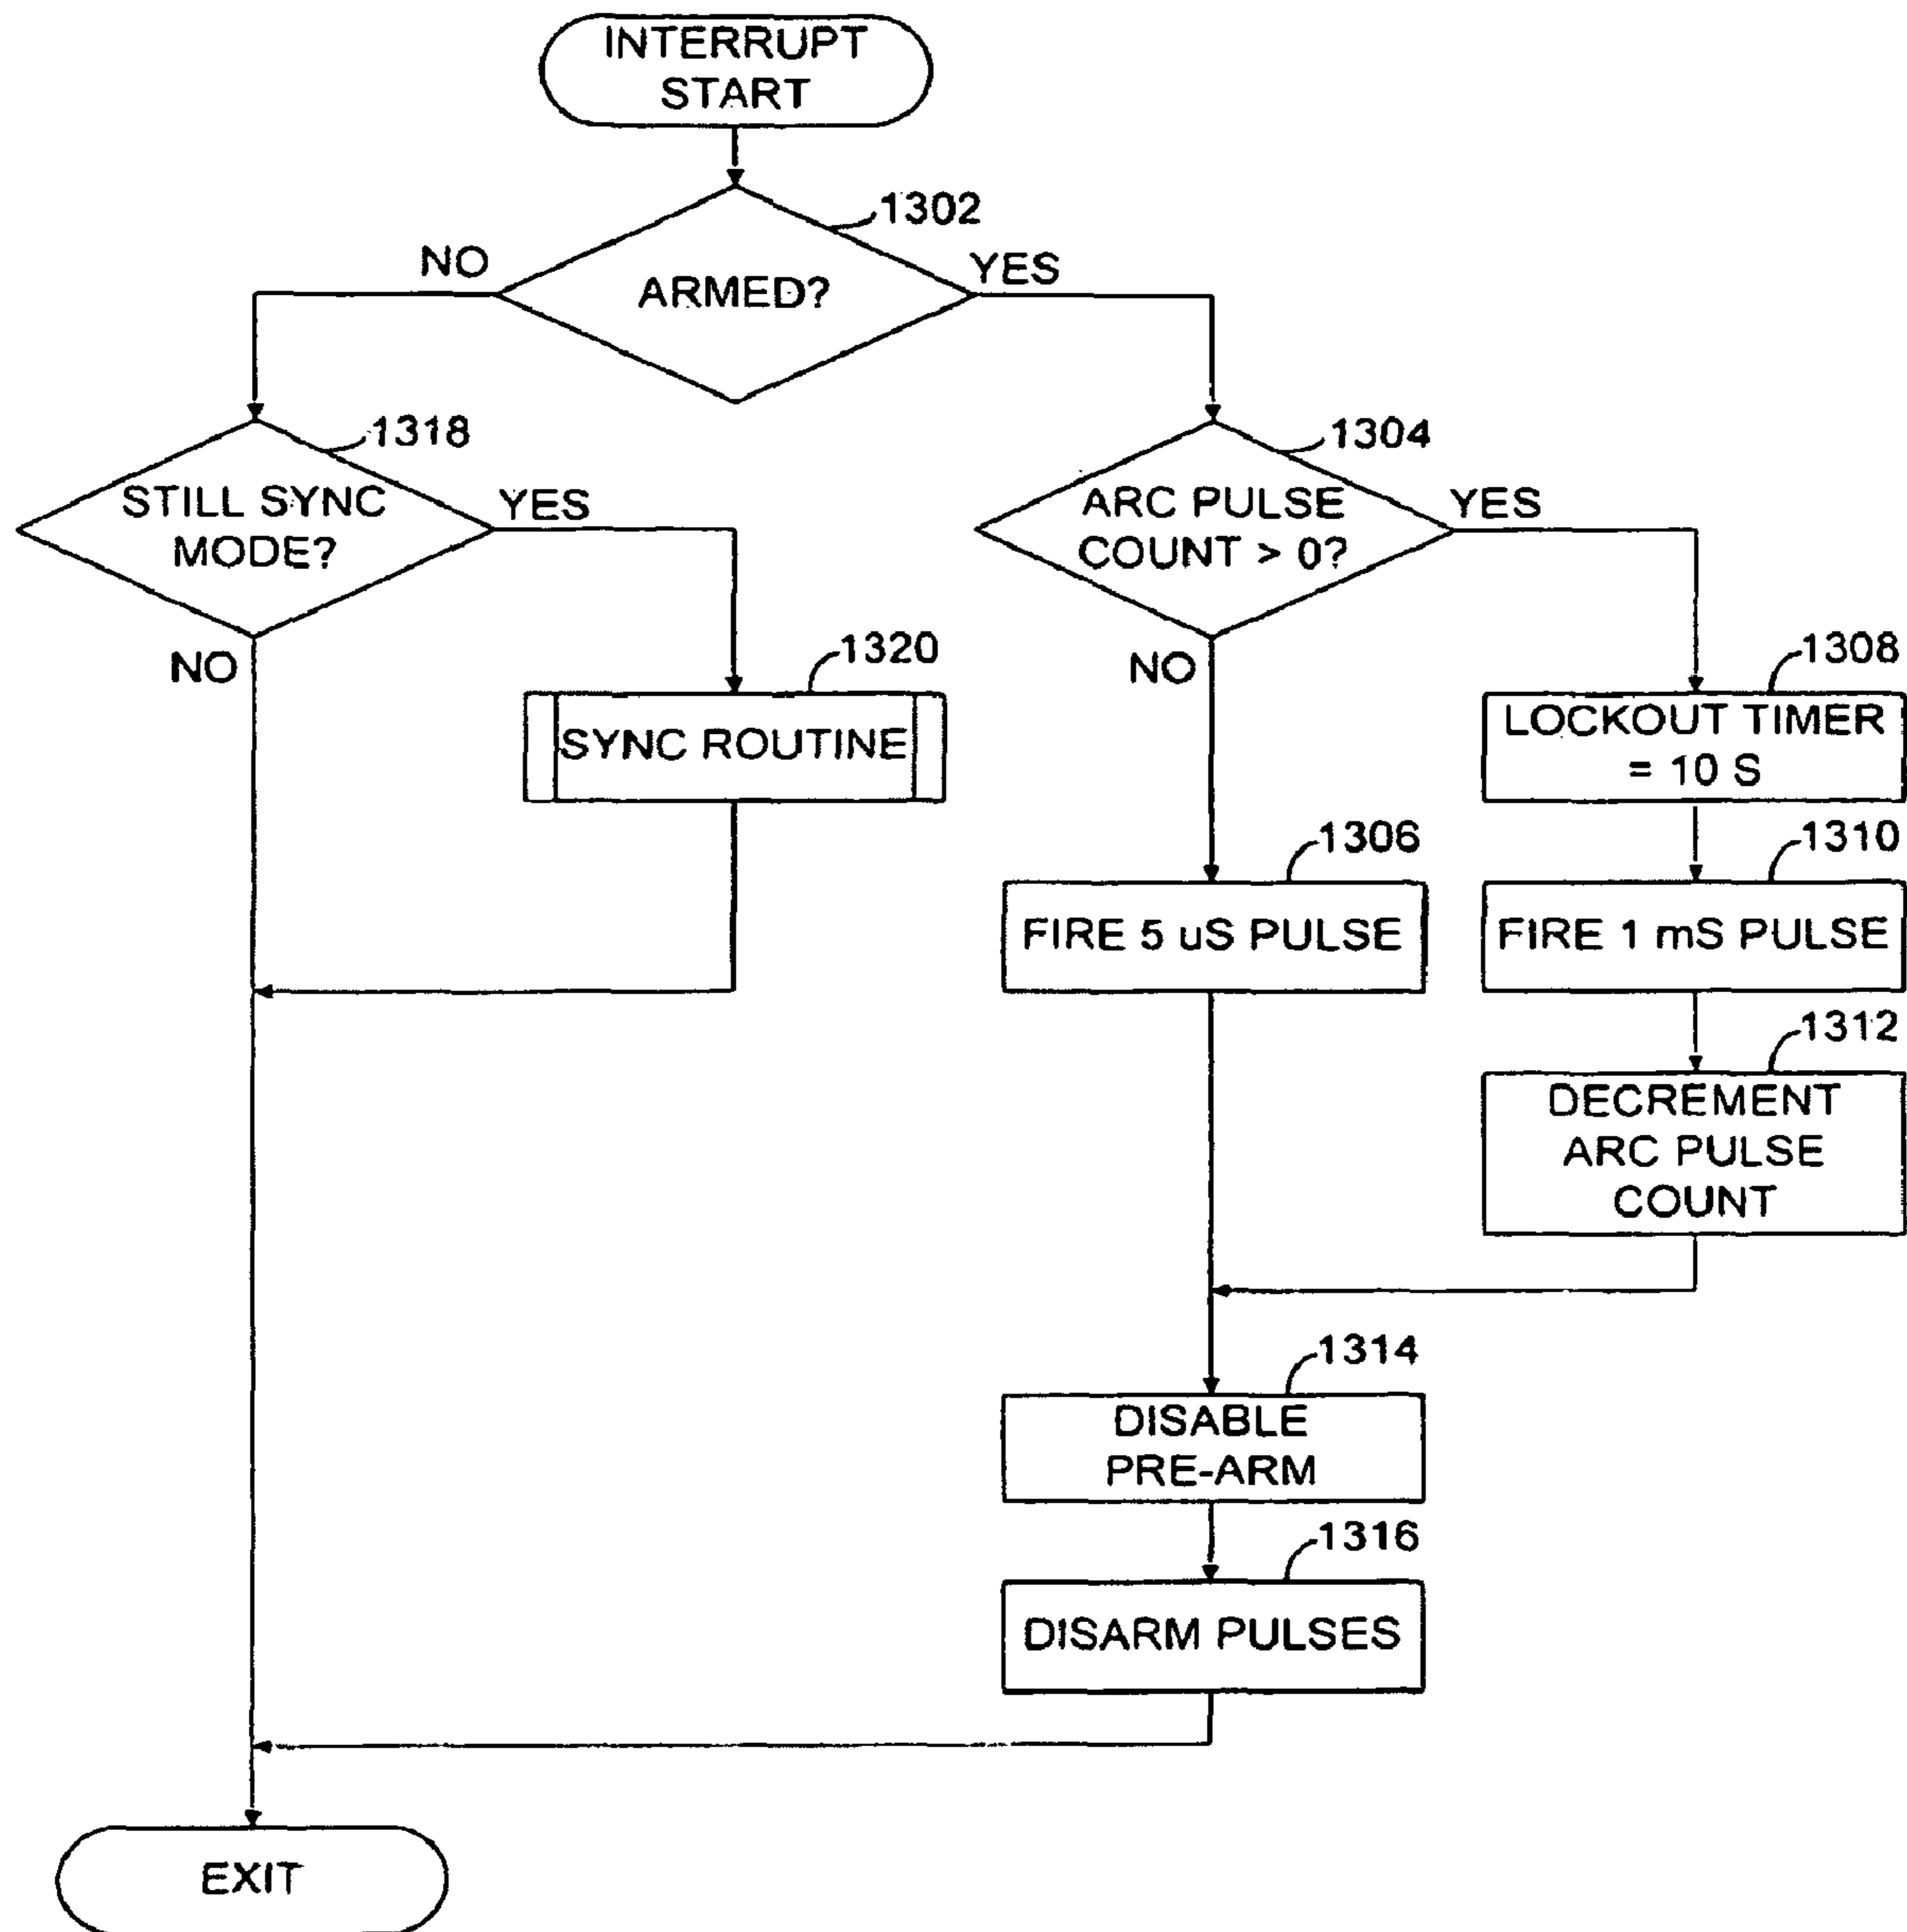 INTERRUPT
START
1302
NO
YES
ARMED?
1318
1304
STILL SYNC
MODE?
YES
ARC PULSE
COUNT > 0?
YES
NO
1320
NO
1308
SYNC ROUTINE
LOCKOUT TIMER
= 10 S
1306
1310
FIRE 5 uS PULSE
FIRE 1 mS PULSE
1312
DECREMENT
ARC PULSE
COUNT
1314
DISABLE
PRE-ARM
1316
DISARM PULSES
EXIT